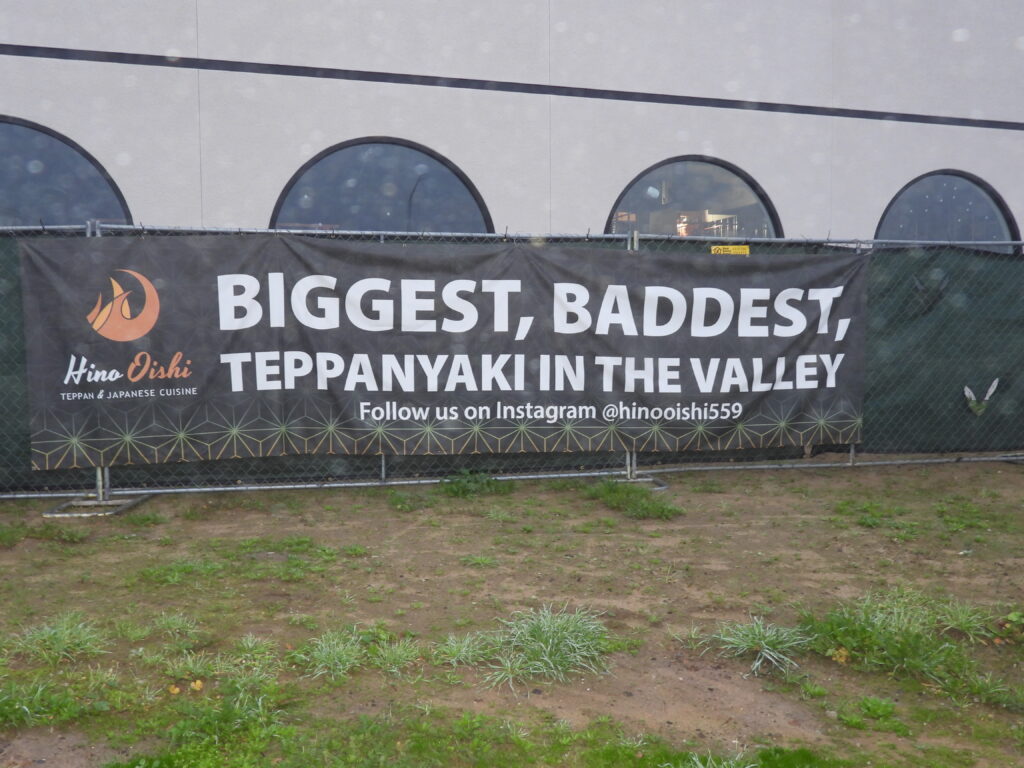 Hino Oishi
TEPPAN & JAPANESE CUISINE
BIGGEST, BADDEST,
TEPPANYAKI IN THE VALLEY
Follow us on Instagram @hinooishi559